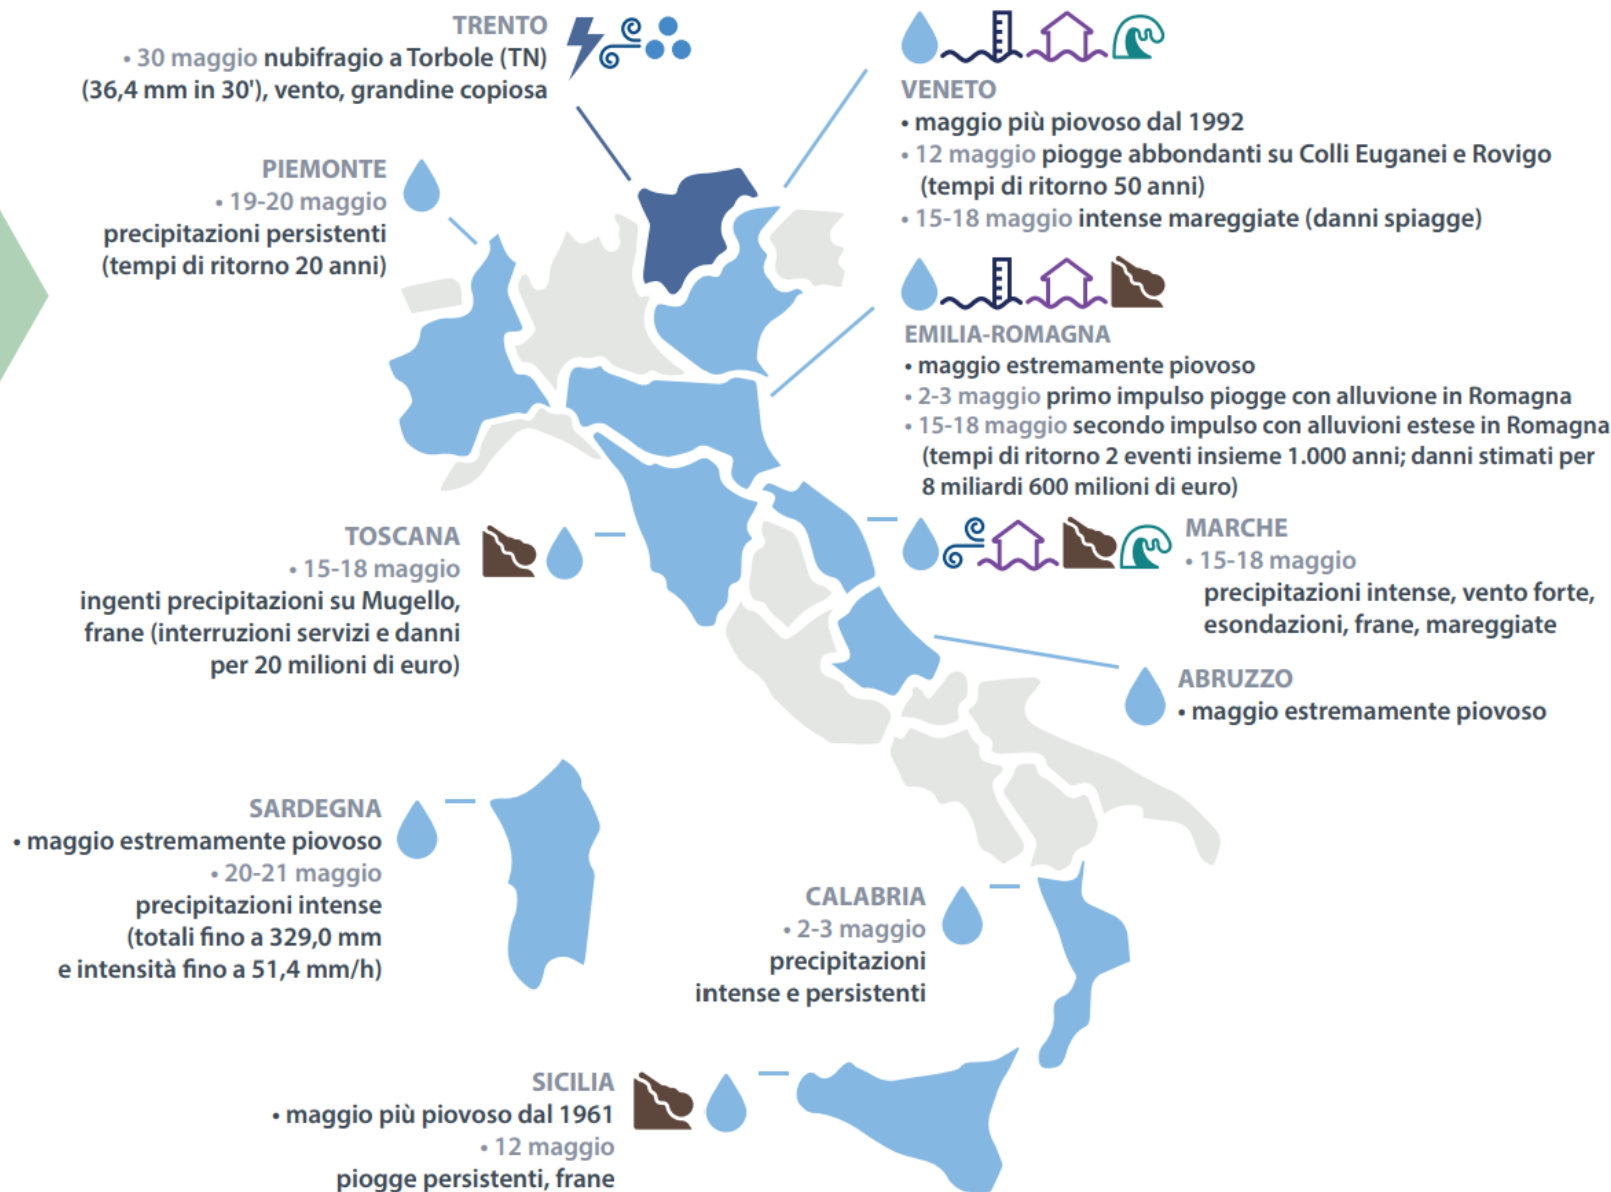 TRENTO
• 30 maggio nubifragio a Torbole (TN)
(36,4 mm in 30'), vento, grandine copiosa
PIEMONTE
• 19-20 maggio
precipitazioni persistenti
(tempi di ritorno 20 anni)
VENETO
• maggio più piovoso dal 1992
• 12 maggio piogge abbondanti su Colli Euganei e Rovigo
(tempi di ritorno 50 anni)
• 15-18 maggio intense mareggiate (danni spiagge)
EMILIA-ROMAGNA
• maggio estremamente piovoso
• 2-3 maggio primo impulso piogge con alluvione in Romagna
• 15-18 maggio secondo impulso con alluvioni estese in Romagna
(tempi di ritorno 2 eventi insieme 1.000 anni; danni stimati per
8 miliardi 600 milioni di euro)
TOSCANA
• 15-18 maggio
ingenti precipitazioni su Mugello,
frane (interruzioni servizi e danni
per 20 milioni di euro)
MARCHE
• 15-18 maggio
precipitazioni intense, vento forte,
esondazioni, frane, mareggiate
ABRUZZO
• maggio estremamente piovoso
SARDEGNA
• maggio estremamente piovoso
• 20-21 maggio
precipitazioni intense
(totali fino a 329,0 mm
e intensità fino a 51,4 mm/h)
CALABRIA
• 2-3 maggio
precipitazioni
intense e persistenti
SICILIA
• maggio più piovoso dal 1961
• 12 maggio
piogge persistenti, frane